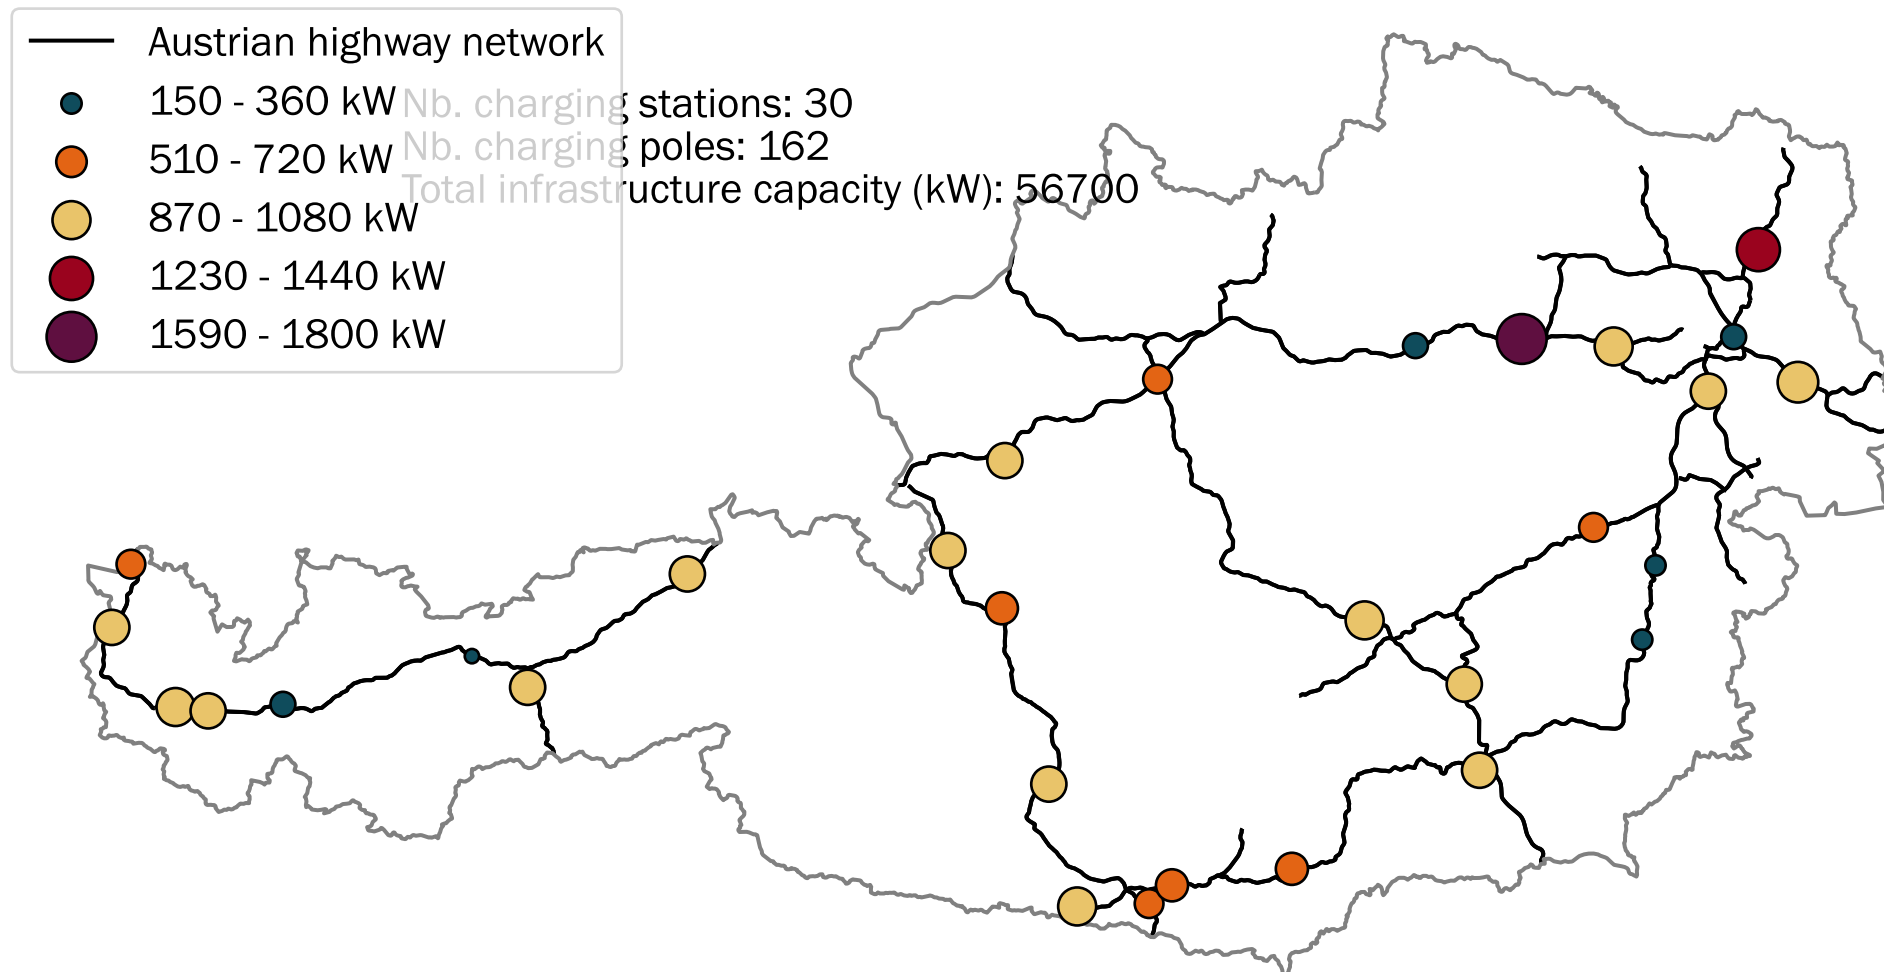 Austrian highway network
150 - 360 kW
510 - 720 kW
870 - 1080 kW
1230 - 1440 kW
1590 - 1800 kW
Nb. charging stations: 30
Nb. charging poles: 162
Total infrastructure capacity (kW): 56700